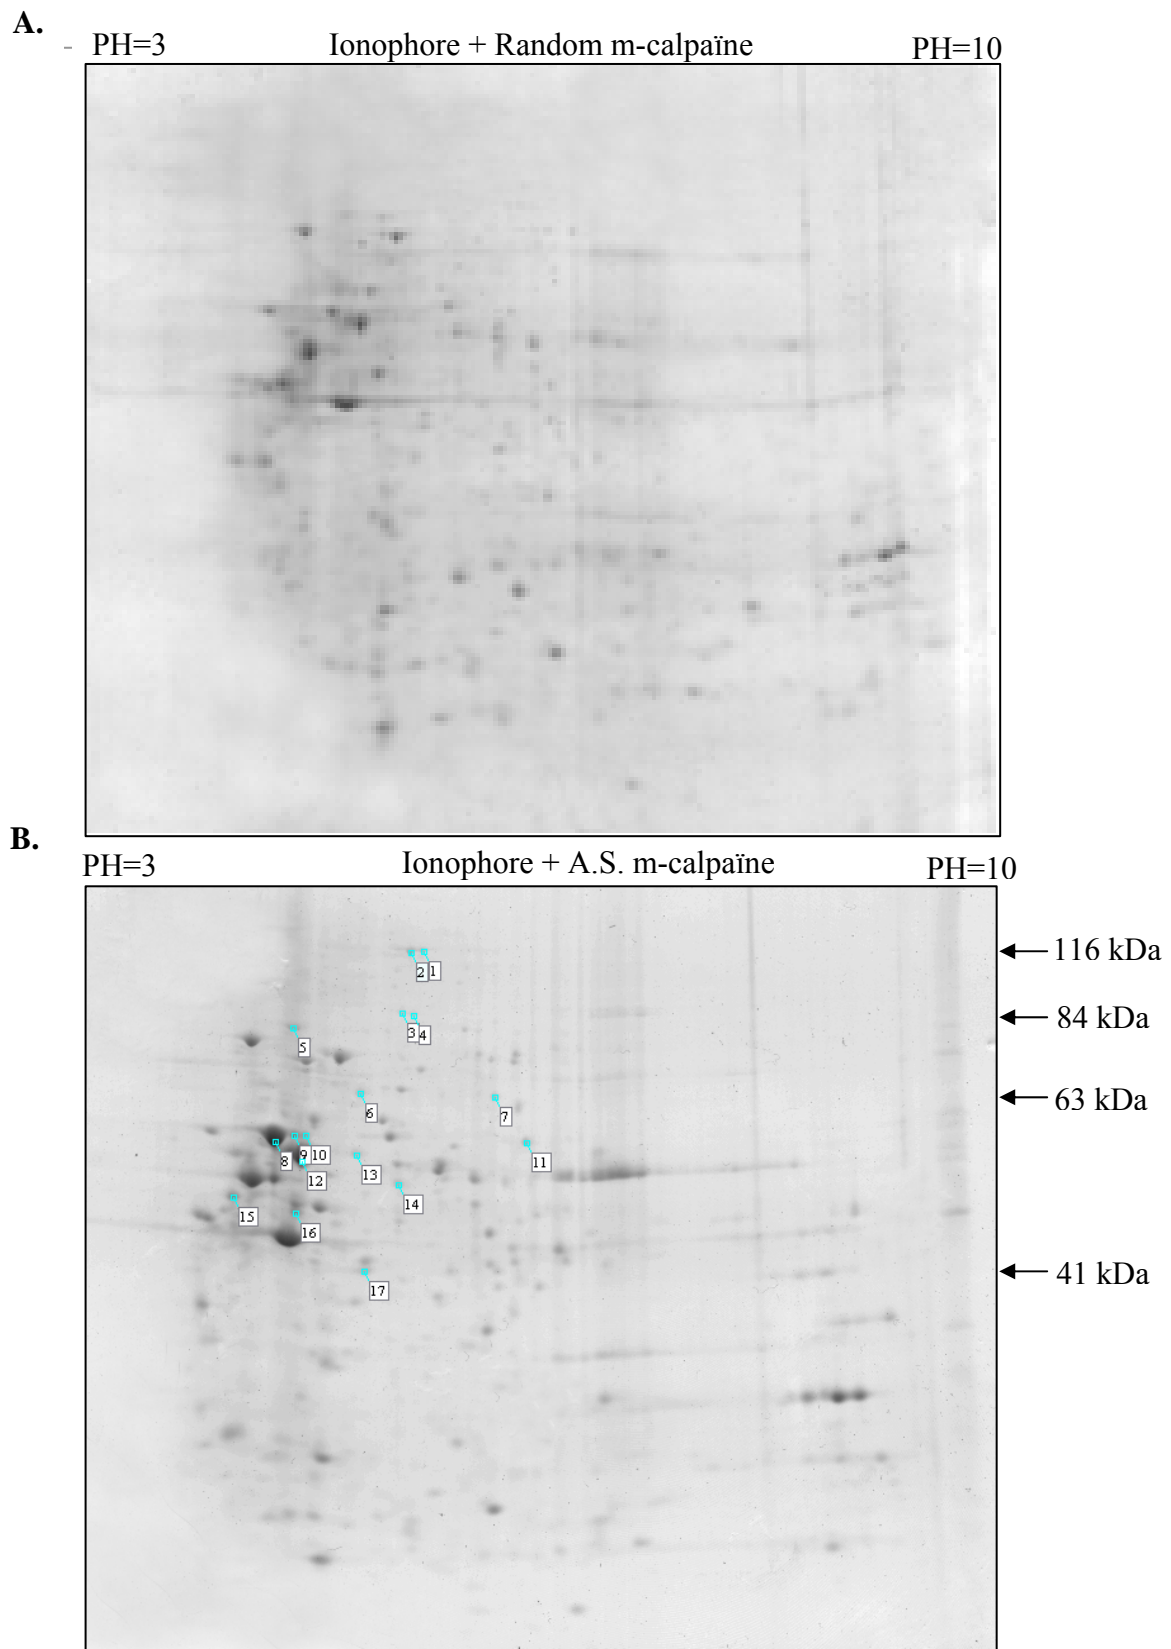 A.
PH=3 Ionophore + Random m-calpaïne PH=10
B.
PH=3 Ionophore + A.S. m-calpaïne PH=10
116 kDa
2 1
84 kDa
3 4
5
63 kDa
6
7
8 9 10
11
12
13
14
15
16
41 kDa
17